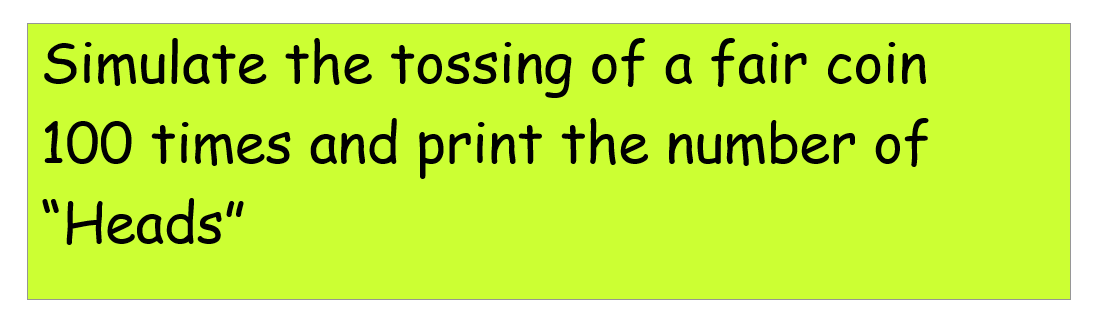 Simulate the tossing of a fair coin
100 times and print the number of
“Heads”